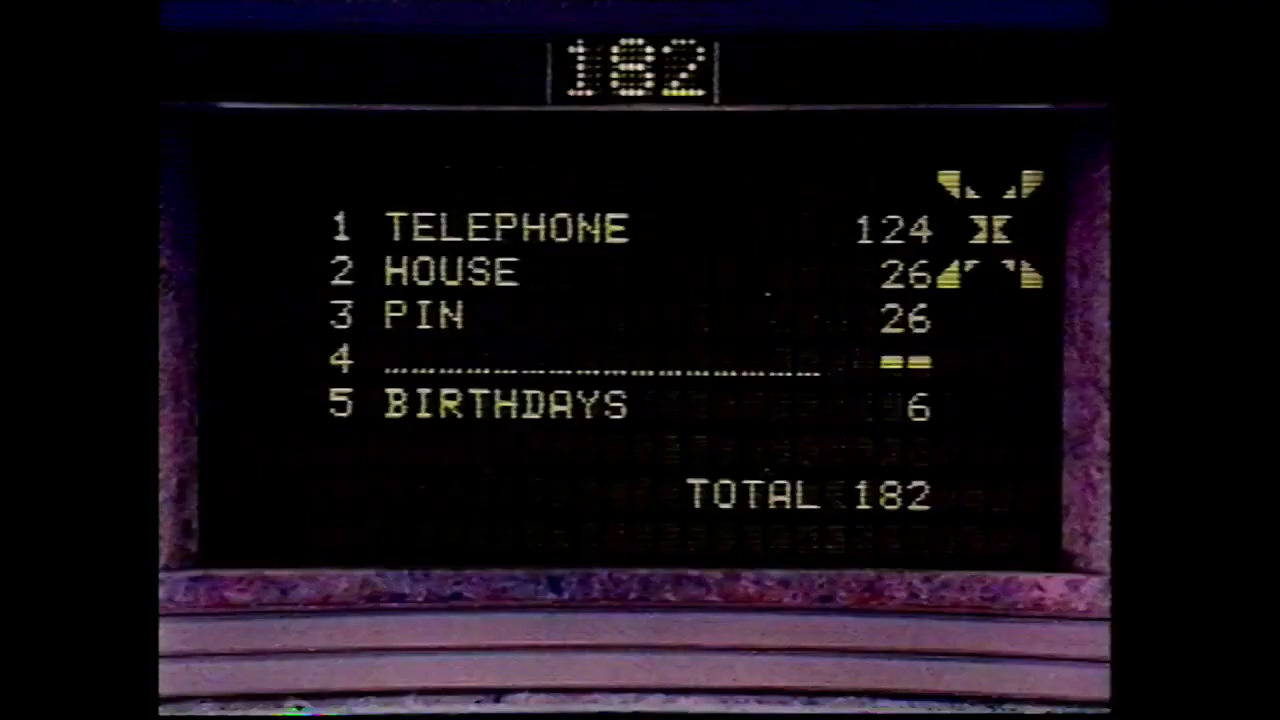 182
1 TELEPHONE 124
2 HOUSE 26
3 PIN 26
4 ........................ --
5 BIRTHDAYS 6
TOTAL 182